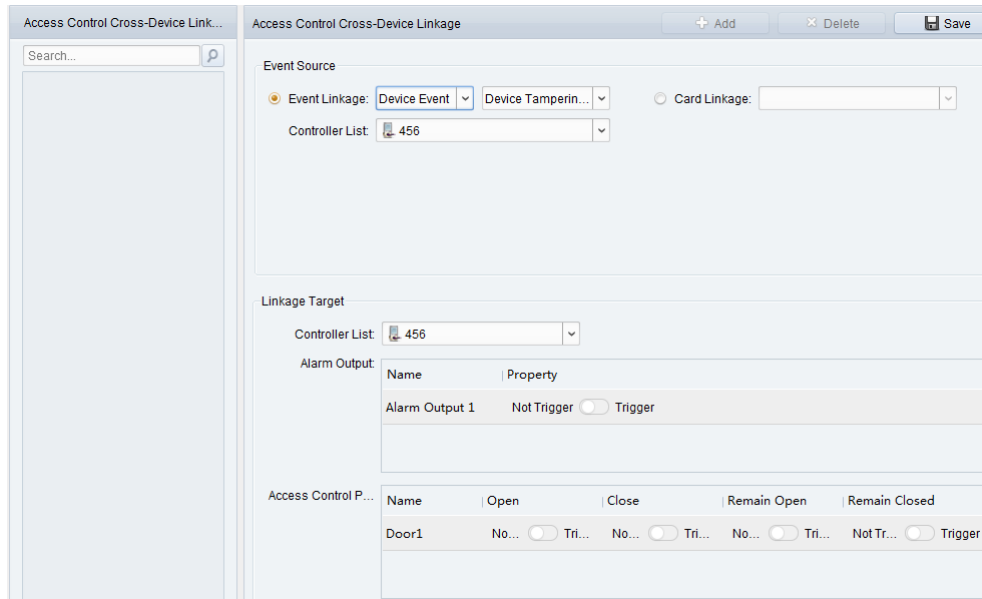 Access Control Cross-Device Link...
Access Control Cross-Device Linkage
Add
Delete
Save
Search...
Event Source
Event Linkage: Device Event Device Tamperin... Card Linkage:
Controller List: 456
Linkage Target
Controller List: 456
Alarm Output:
Name Property
Alarm Output 1 Not Trigger Trigger
Access Control P...
Name Open Close Remain Open Remain Closed
Door1 No... Tri... No... Tri... No... Tri... Not Tr... Trigger